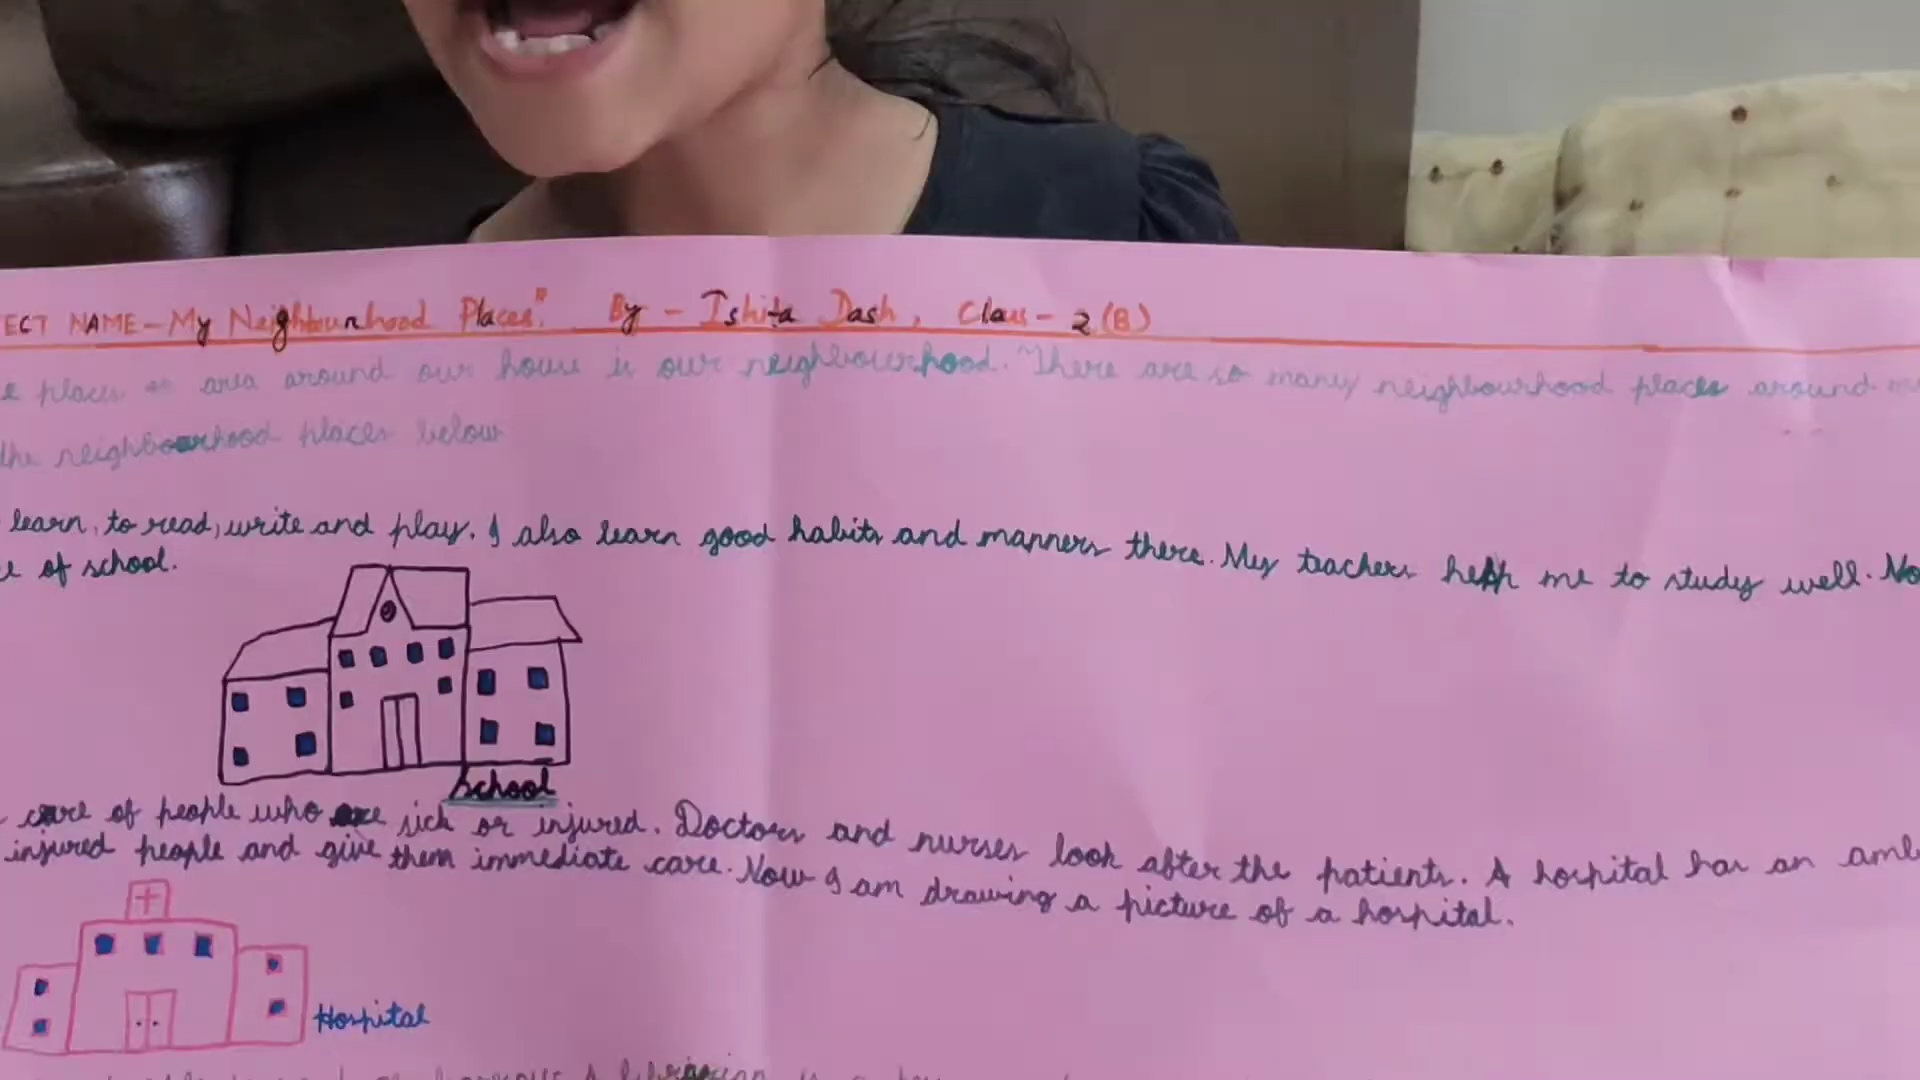 ECT NAME - My Neighbourhood Places". By - Ishita Dash, Class - 2 (B)
places area around our house is our neighbourhood. There are so many neighbourhood places around
the neighbourhood places below
learn, to read, write and play. I also learn good habits and manners there. My teachers help me to study well.
of school.
School
care of people who are sick or injured. Doctors and nurses look after the patients. A hospital has an
injured people and give them immediate care. Now I am drawing a picture of a hospital.
Hospital